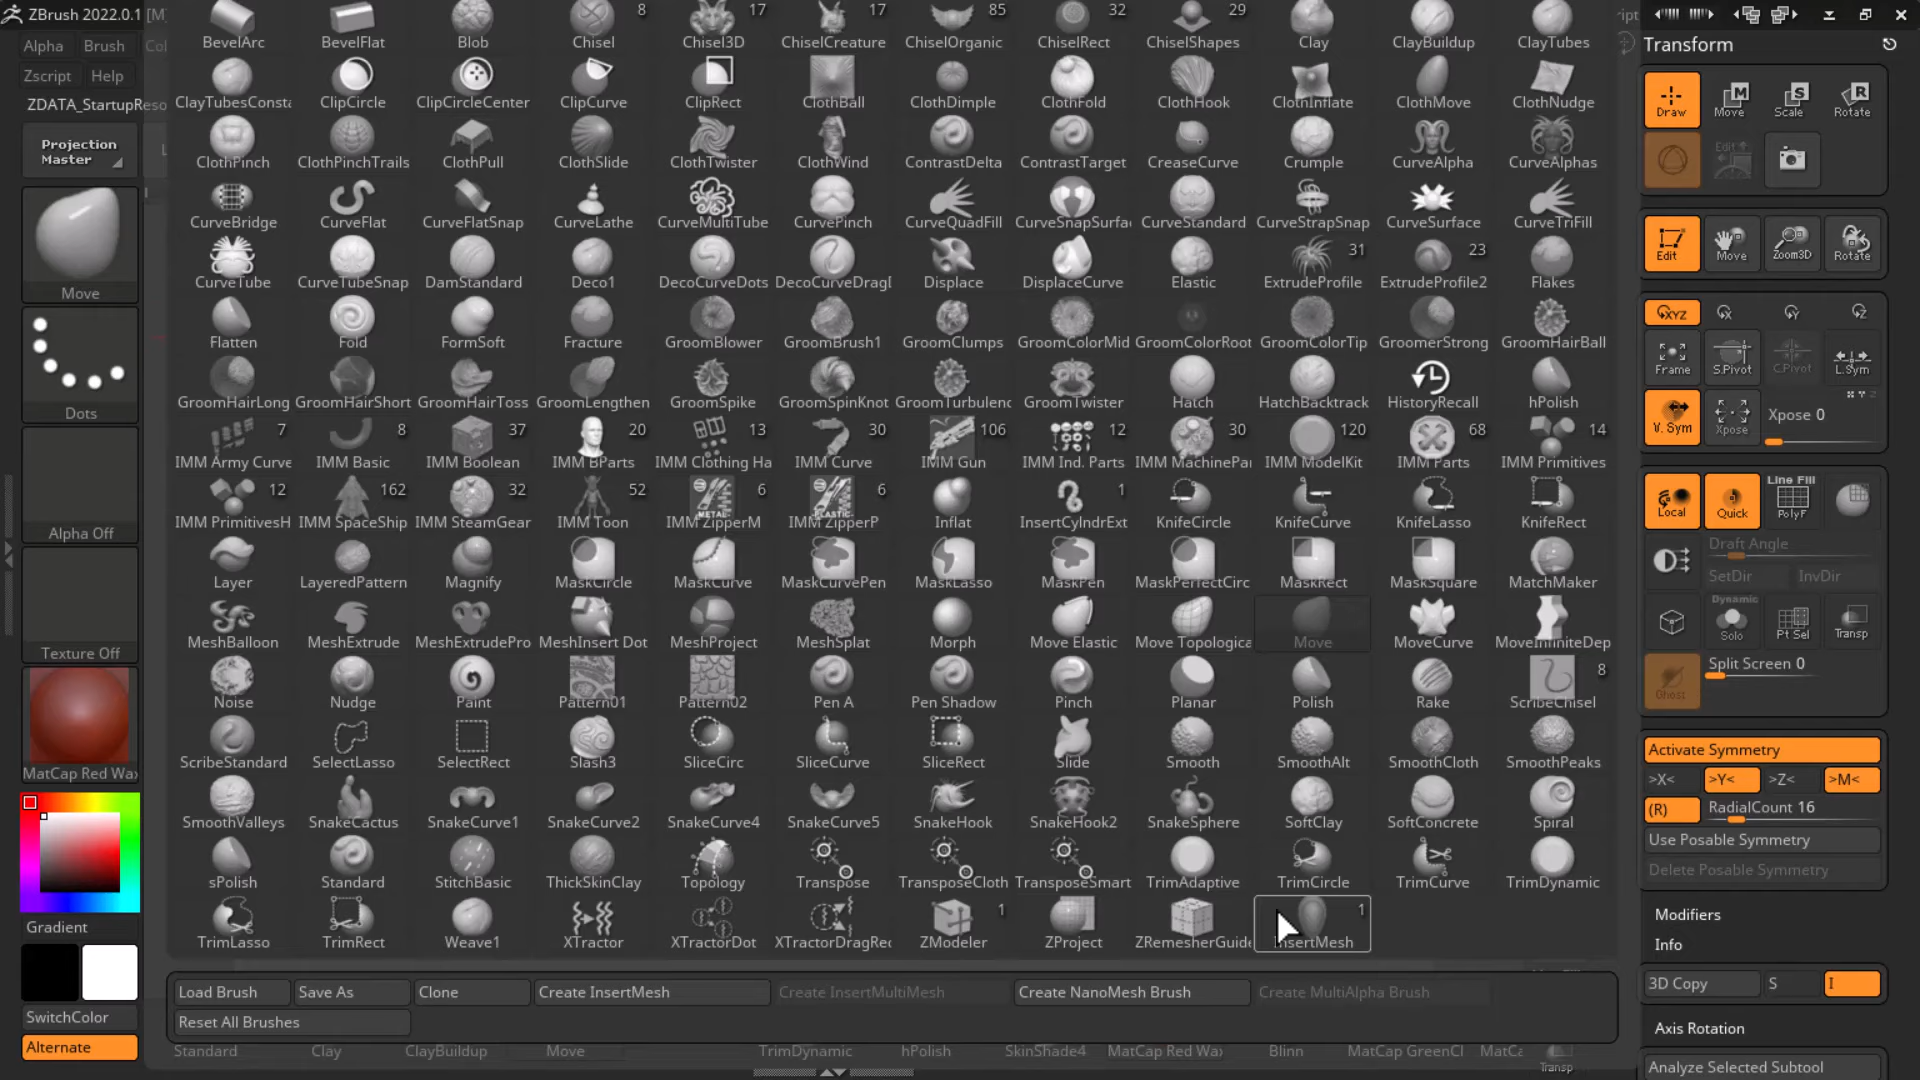 ZBrush 2022.0.1 [M]
Alpha Brush
Zscript Help
ZDATA_StartupReso
Projection Master
Move
Dots
Alpha Off
Texture Off
MatCap Red Wax
Gradient
SwitchColor
Alternate
8 17 17 85 32 29
BevelArc BevelFlat Blob Chisel Chisel3D ChiselCreature ChiselOrganic ChiselRect ChiselShapes Clay ClayBuildup ClayTubes
ClayTubesConsta ClipCircle ClipCircleCenter ClipCurve ClipRect ClothBall ClothDimple ClothFold ClothHook ClothInflate ClothMove ClothNudge
ClothPinch ClothPinchTrails ClothPull ClothSlide ClothTwister ClothWind ContrastDelta ContrastTarget CreaseCurve Crumple CurveAlpha CurveAlphas
CurveBridge CurveFlat CurveFlatSnap CurveLathe CurveMultiTube CurvePinch CurveQuadFill CurveSnapSurfac CurveStandard CurveStrapSnap CurveSurface CurveTriFill
31 23
CurveTube CurveTubeSnap DamStandard Deco1 DecoCurveDots DecoCurveDragD Displace DisplaceCurve Elastic ExtrudeProfile ExtrudeProfile2 Flakes
Flatten Fold FormSoft Fracture GroomBlower GroomBrush1 GroomClumps GroomColorMid GroomColorRoot GroomColorTip GroomerStrong GroomHairBall
GroomHairLong GroomHairShort GroomHairToss GroomLengthen GroomSpike GroomSpinKnot GroomTurbulenc GroomTwister Hatch HatchBacktrack HistoryRecall hPolish
7 8 37 20 13 30 106 12 30 120 68 14
IMM Army Curve IMM Basic IMM Boolean IMM BParts IMM Clothing Ha IMM Curve IMM Gun IMM Ind. Parts IMM MachinePar IMM ModelKit IMM Parts IMM Primitives
12 162 32 52 6 6 1
IMM PrimitivesH IMM SpaceShip IMM SteamGear IMM Toon IMM ZipperM IMM ZipperP Inflat InsertCylndrExt KnifeCircle KnifeCurve KnifeLasso KnifeRect
Layer LayeredPattern Magnify MaskCircle MaskCurve MaskCurvePen MaskLasso MaskPen MaskPerfectCirc MaskRect MaskSquare MatchMaker
MeshBalloon MeshExtrude MeshExtrudePro MeshInsert Dot MeshProject MeshSplat Morph Move Elastic Move Topologica Move MoveCurve MoveInfiniteDep
8
Noise Nudge Paint Pattern01 Pattern02 Pen A Pen Shadow Pinch Planar Polish Rake ScribeChisel
ScribeStandard SelectLasso SelectRect Slash3 SliceCirc SliceCurve SliceRect Slide Smooth SmoothAlt SmoothCloth SmoothPeaks
SmoothValleys SnakeCactus SnakeCurve1 SnakeCurve2 SnakeCurve4 SnakeCurve5 SnakeHook SnakeHook2 SnakeSphere SoftClay SoftConcrete Spiral
sPolish Standard StitchBasic ThickSkinClay Topology Transpose TransposeCloth TransposeSmart TrimAdaptive TrimCircle TrimCurve TrimDynamic
1 1
TrimLasso TrimRect Weave1 XTractor XTractorDot XTractorDragRec ZModeler ZProject ZRemesherGuide InsertMesh
Load Brush Save As Clone Create InsertMesh Create InsertMultiMesh Create NanoMesh Brush Create MultiAlpha Brush
Reset All Brushes
Standard Clay ClayBuildup Move TrimDynamic hPolish SkinShade4 MatCap Red Wax Blinn MatCap GreenCl MatCa Transp
Transform
Draw Move Scale Rotate
Edit
Edit Move Zoom3D Rotate
XYZ X Y Z
Frame S.Pivot C.Pivot L.Sym
V. Sym Xpose Xpose 0
Local Quick Line Fill PolyF
Draft Angle
SetDir InvDir
Dynamic
Solo Pt Sel Transp
Ghost Split Screen 0
Activate Symmetry
>X< >Y< >Z< >M<
(R) RadialCount 16
Use Posable Symmetry
Delete Posable Symmetry
Modifiers
Info
3D Copy S I
Axis Rotation
Analyze Selected Subtool